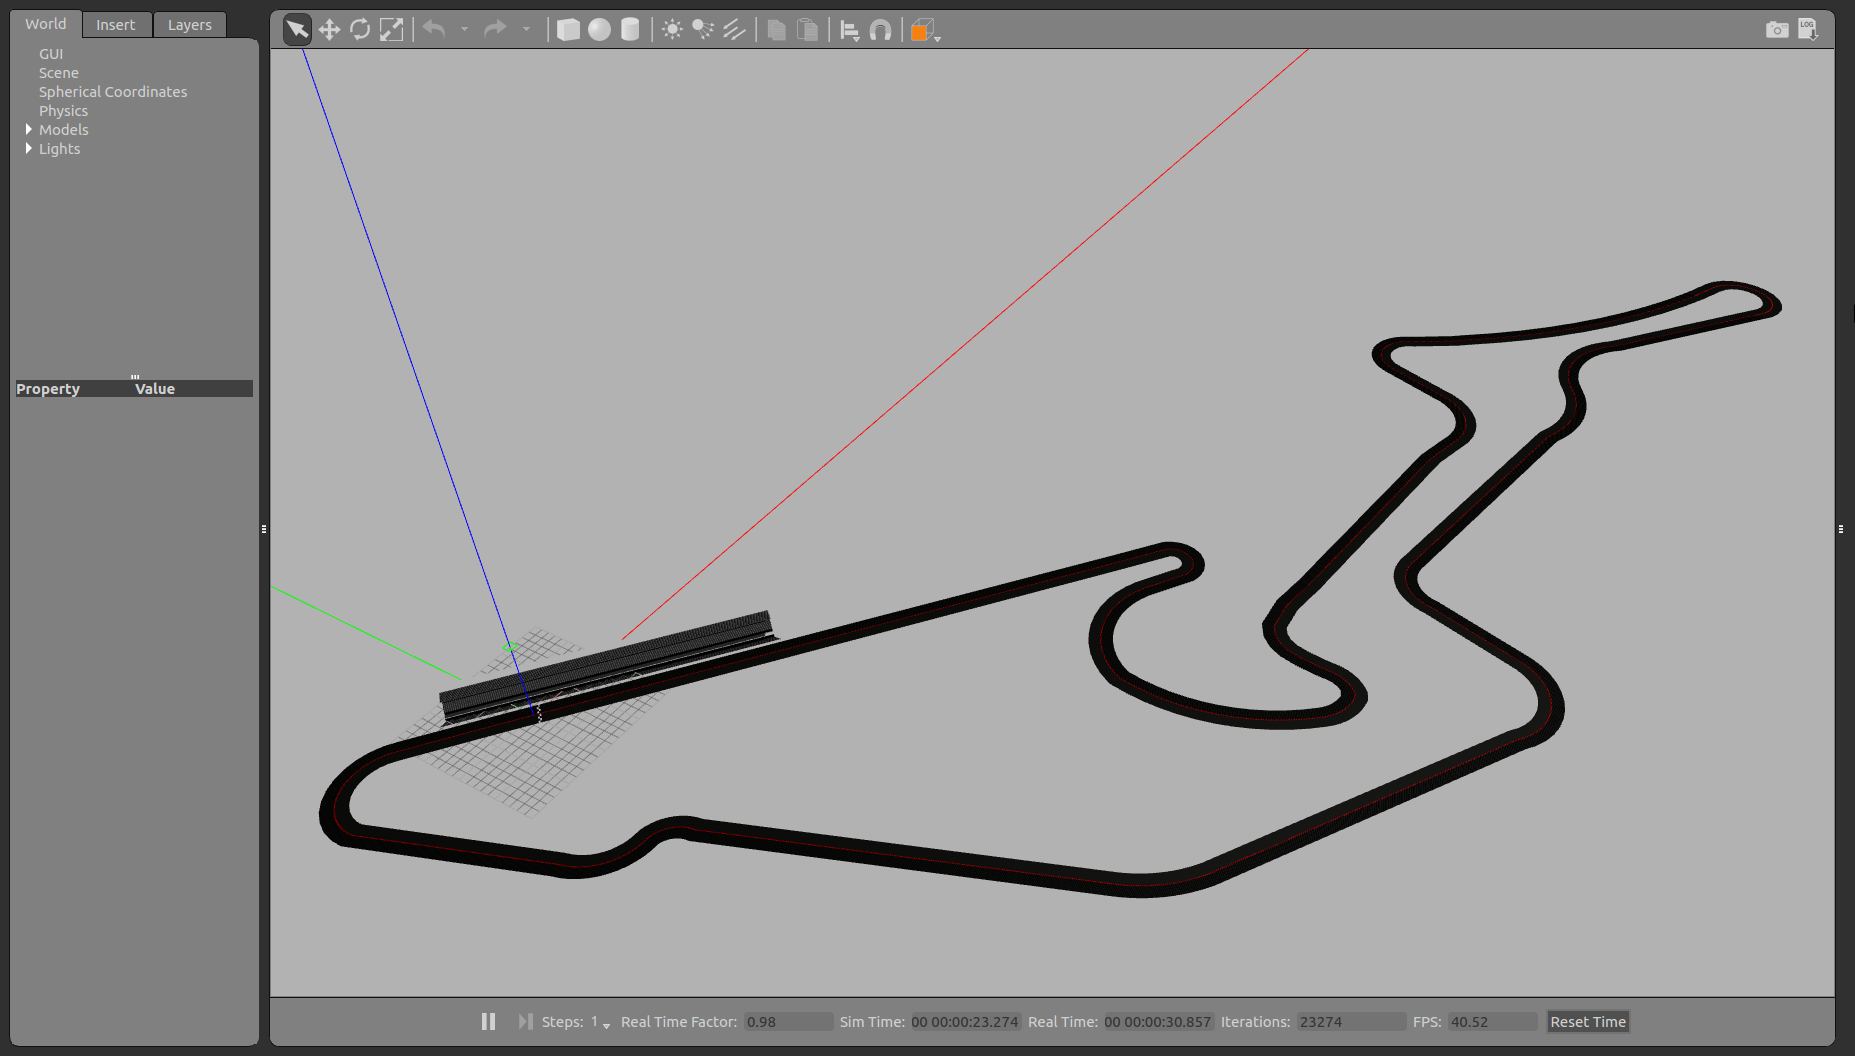 World Insert Layers
GUI
Scene
Spherical Coordinates
Physics
Models
Lights
Property Value
LOG
Steps: 1 Real Time Factor: 0.98 Sim Time: 00 00:00:23.274 Real Time: 00 00:00:30.857 Iterations: 23274 FPS: 40.52 Reset Time